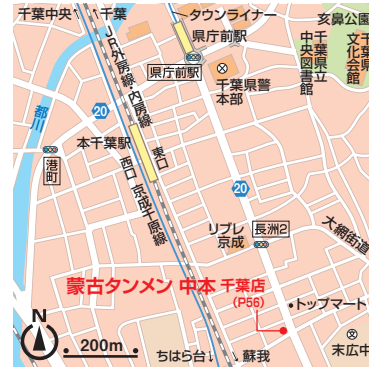 千葉中央↖
↗千葉
タウンライナー
県庁前駅
亥鼻公園
千葉県
文化会館
千葉県立
中央図書館
JR外房線・内房線
県庁前駅
千葉県警
本部
都川
20
港町
本千葉駅
東口
西口
京成千原線
20
リブレ
京成
長洲2
大網街道
蒙古タンメン 中本 千葉店
(P56)
トップマート
N
200m
ちはら台↓
↘蘇我
末広中